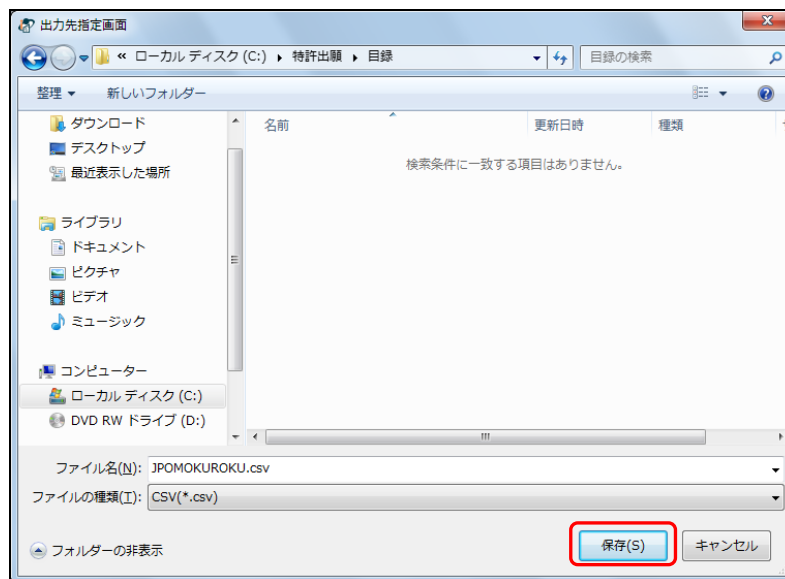 出力先指定画面
« ローカル ディスク (C:) ▸ 特許出願 ▸ 目録
目録の検索
整理 ▼ 新しいフォルダー
ダウンロード
デスクトップ
最近表示した場所
ライブラリ
ドキュメント
ピクチャ
ビデオ
ミュージック
コンピューター
ローカル ディスク (C:)
DVD RW ドライブ (D:)
名前 更新日時 種類
検索条件に一致する項目はありません。
ファイル名(N): JPOMOKUROKU.csv
ファイルの種類(T): CSV(*.csv)
フォルダーの非表示
保存(S) キャンセル